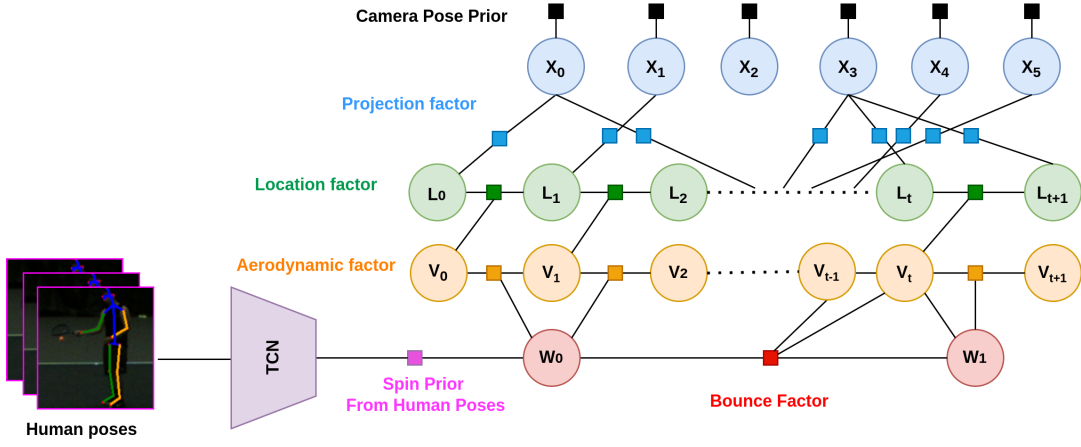 Camera Pose Prior
X0 X1 X2 X3 X4 X5
Projection factor
Location factor
L0 L1 L2 Lt Lt+1
Aerodynamic factor
V0 V1 V2 Vt-1 Vt Vt+1
TCN
W0 W1
Spin Prior
From Human Poses
Bounce Factor
Human poses